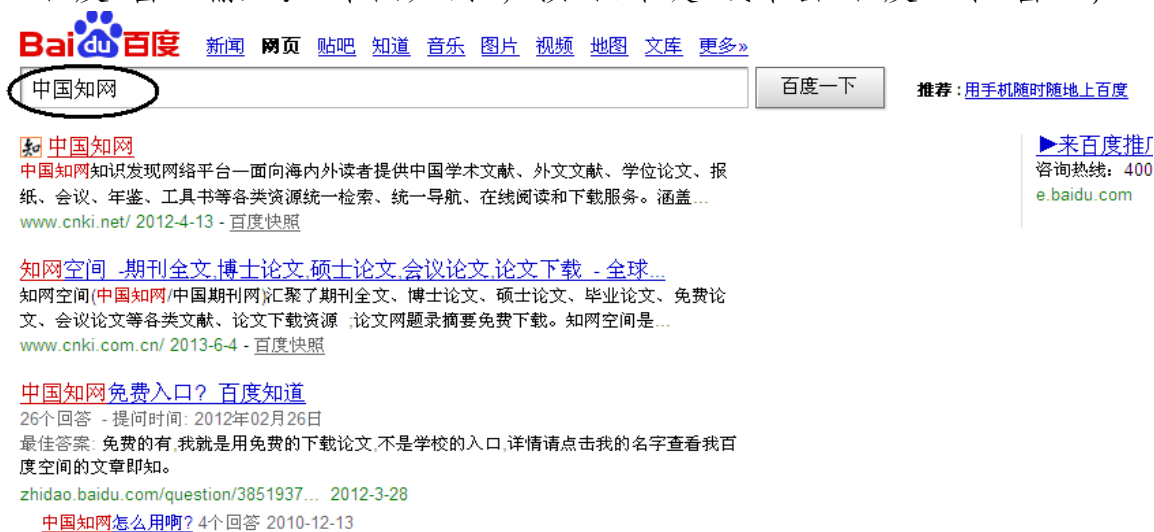 Bai du 百度 新闻 网页 贴吧 知道 音乐 图片 视频 地图 文库 更多»
中国知网 百度一下 推荐 : 用手机随时随地上百度
知 中国知网
中国知网知识发现网络平台—面向海内外读者提供中国学术文献、外文文献、学位论文、报
纸、会议、年鉴、工具书等各类资源统一检索、统一导航、在线阅读和下载服务。涵盖...
www.cnki.net/ 2012-4-13 - 百度快照
▶来百度推广
咨询热线: 400
e.baidu.com
知网空间 -期刊全文,博士论文,硕士论文,会议论文,论文下载 - 全球...
知网空间(中国知网/中国期刊网)汇聚了期刊全文、博士论文、硕士论文、毕业论文、免费论
文、会议论文等各类文献、论文下载资源 ;论文网题录摘要免费下载。知网空间是...
www.cnki.com.cn/ 2013-6-4 - 百度快照
中国知网免费入口? 百度知道
26个回答 - 提问时间: 2012年02月26日
最佳答案: 免费的有,我就是用免费的下载论文,不是学校的入口,详情请点击我的名字查看我百
度空间的文章即知。
zhidao.baidu.com/question/3851937... 2012-3-28
中国知网怎么用啊? 4个回答 2010-12-13